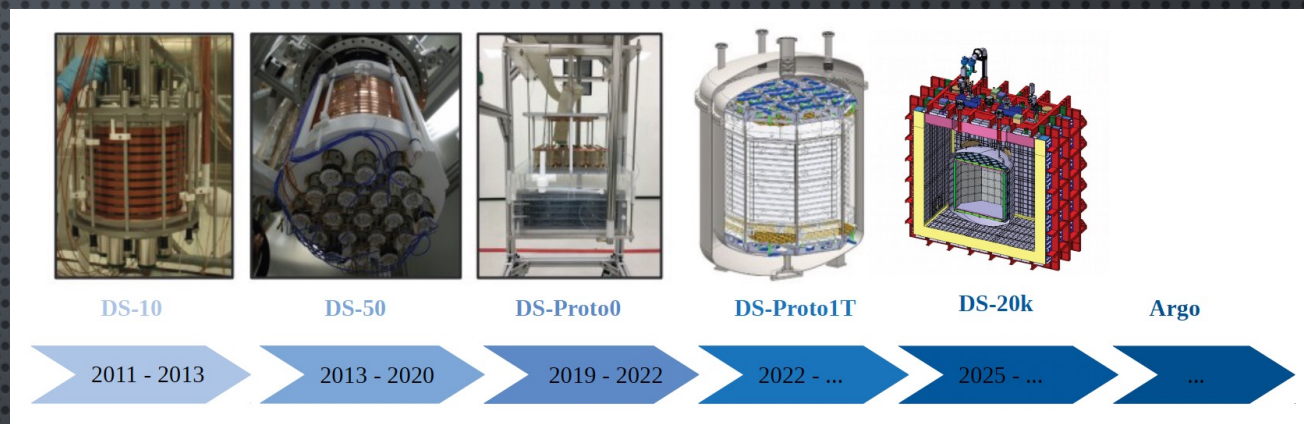 DS-10
DS-50
DS-Proto0
DS-Proto1T
DS-20k
Argo
2011 - 2013
2013 - 2020
2019 - 2022
2022 - ...
2025 - ...
...